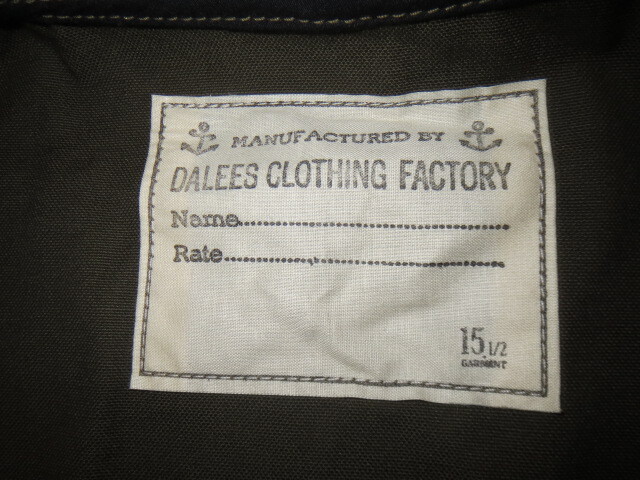 MANUFACTURED BY
DALEES CLOTHING FACTORY
Name........................................
Rate........................................
15.1/2
GARMENT